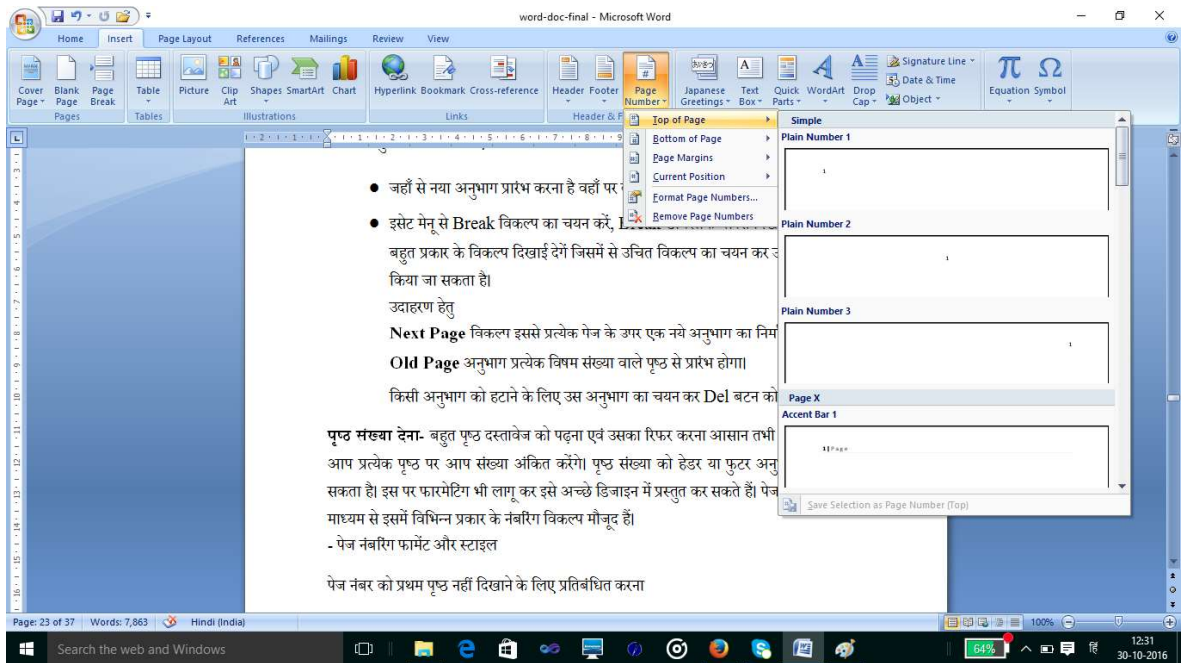 word-doc-final - Microsoft Word
Home Insert Page Layout References Mailings Review View
Cover Page Blank Page Page Break Table Picture Clip Art Shapes SmartArt Chart Hyperlink Bookmark Cross-reference Header Footer Page Number Japanese Greetings Text Box Quick Parts WordArt Drop Cap Signature Line Date & Time Object Equation Symbol
Pages Tables Illustrations Links Header & F
Top of Page
Bottom of Page
Page Margins
Current Position
Format Page Numbers...
Remove Page Numbers
Simple
Plain Number 1
1
Plain Number 2
1
Plain Number 3
1
Page X
Accent Bar 1
1|Page
Save Selection as Page Number (Top)
जहाँ से नया अनुभाग प्रारंभ करना है वहाँ पर
इसेट मेनू से Break विकल्प का चयन करें,
बहुत प्रकार के विकल्प दिखाई देगें जिसमें से उचित विकल्प का चयन कर
किया जा सकता है।
उदाहरण हेतु
Next Page विकल्प इससे प्रत्येक पेज के उपर एक नये अनुभाग का
Old Page अनुभाग प्रत्येक विषम संख्या वाले पृष्ठ से प्रारंभ होगा।
किसी अनुभाग को हटाने के लिए उस अनुभाग का चयन कर Del बटन को
पृष्ठ संख्या देना- बहुत पृष्ठ दस्तावेज को पढ़ना एवं उसका रिफर करना आसान तभी
आप प्रत्येक पृष्ठ पर आप संख्या अंकित करेंगे। पृष्ठ संख्या को हेडर या फुटर अनु
सकता है। इस पर फारमेटिंग भी लागू कर इसे अच्छे डिजाइन में प्रस्तुत कर सकते हैं। पेज
माध्यम से इसमें विभिन्न प्रकार के नंबरिंग विकल्प मौजूद हैं।
- पेज नंबरिंग फार्मेट और स्टाइल
पेज नंबर को प्रथम पृष्ठ नहीं दिखाने के लिए प्रतिबंधित करना
Page: 23 of 37 Words: 7,863 Hindi (India) 100%
Search the web and Windows 64% हिं 12:31
30-10-2016